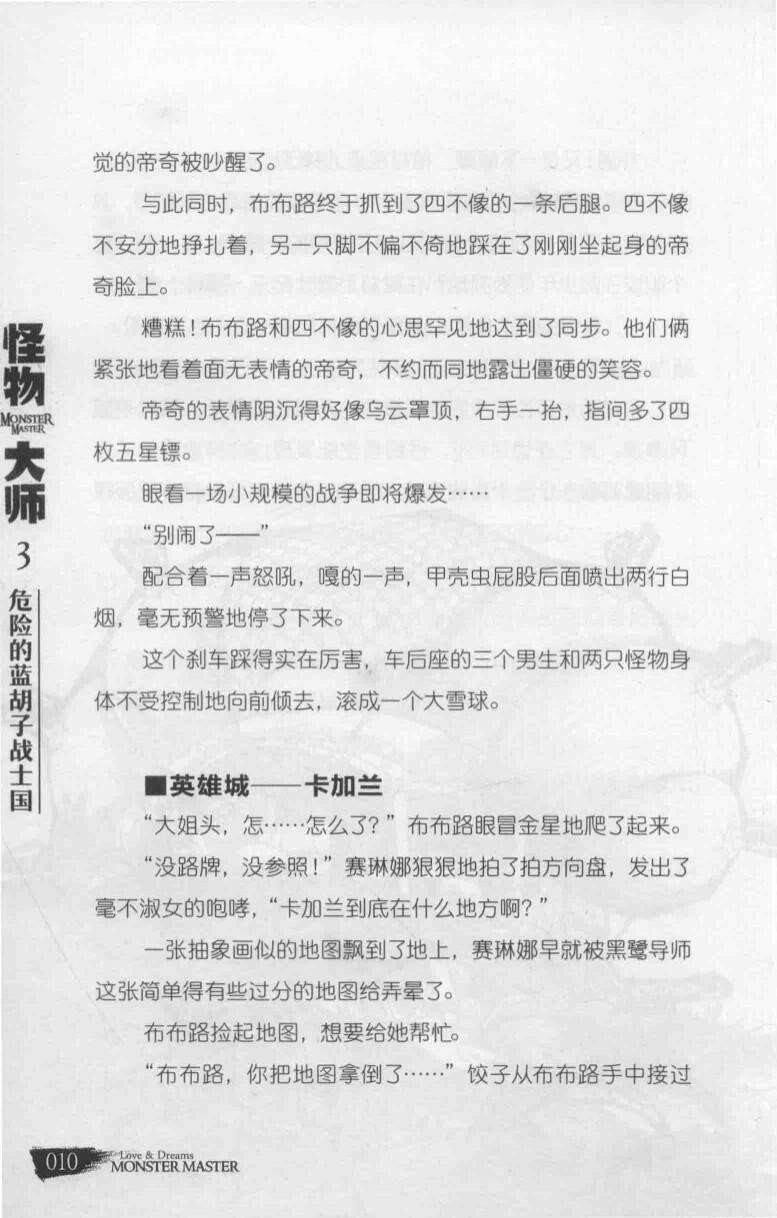 觉的帝奇被吵醒了。
与此同时，布布路终于抓到了四不像的一条后腿。四不像
不安分地挣扎着，另一只脚不偏不倚地踩在了刚刚坐起身的帝
奇脸上。
糟糕！布布路和四不像的心思罕见地达到了同步。他们俩
紧张地看着面无表情的帝奇，不约而同地露出僵硬的笑容。
帝奇的表情阴沉得好像乌云罩顶，右手一抬，指间多了四
枚五星镖。
眼看一场小规模的战争即将爆发……
“别闹了——”
配合着一声怒吼，嘎的一声，甲壳虫屁股后面喷出两行白
烟，毫无预警地停了下来。
这个刹车踩得实在厉害，车后座的三个男生和两只怪物身
体不受控制地向前倾去，滚成一个大雪球。
■英雄城——卡加兰
“大姐头，怎……怎么了？”布布路眼冒金星地爬了起来。
“没路牌，没参照！”赛琳娜狠狠地拍了拍方向盘，发出了
毫不淑女的咆哮，“卡加兰到底在什么地方啊？”
一张抽象画似的地图飘到了地上，赛琳娜早就被黑鹭导师
这张简单得有些过分的地图给弄晕了。
布布路捡起地图，想要给她帮忙。
“布布路，你把地图拿倒了……”饺子从布布路手中接过
怪物
MONSTER
MASTER
大师
3
危险的蓝胡子战士国
010
Love & Dreams
MONSTER MASTER